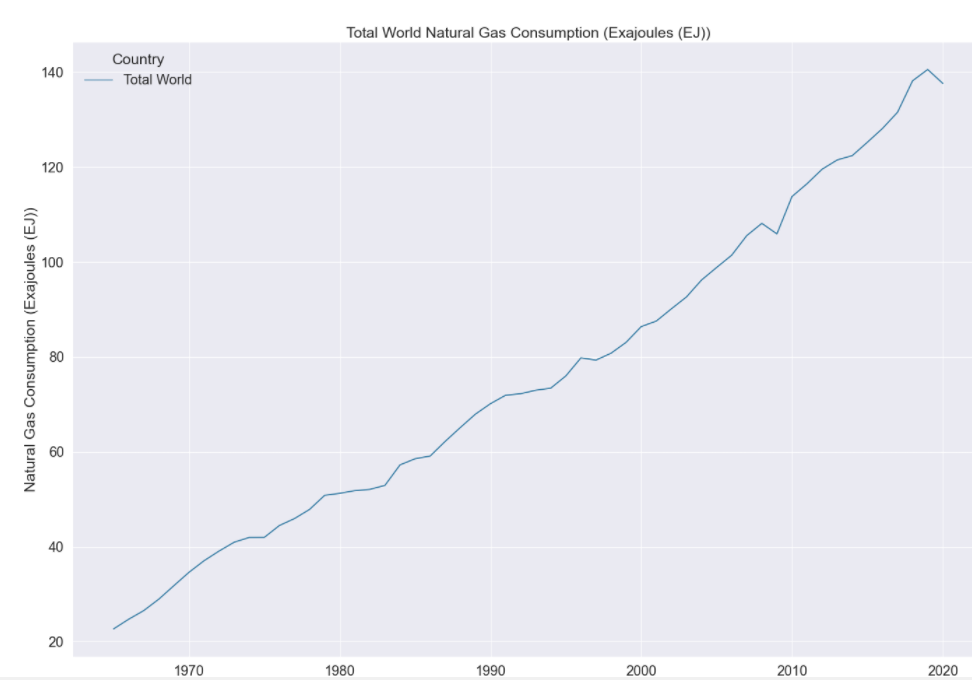 Total World Natural Gas Consumption (Exajoules (EJ))
Country
Total World
Natural Gas Consumption (Exajoules (EJ))
140
120
100
80
60
40
20
1970 1980 1990 2000 2010 2020